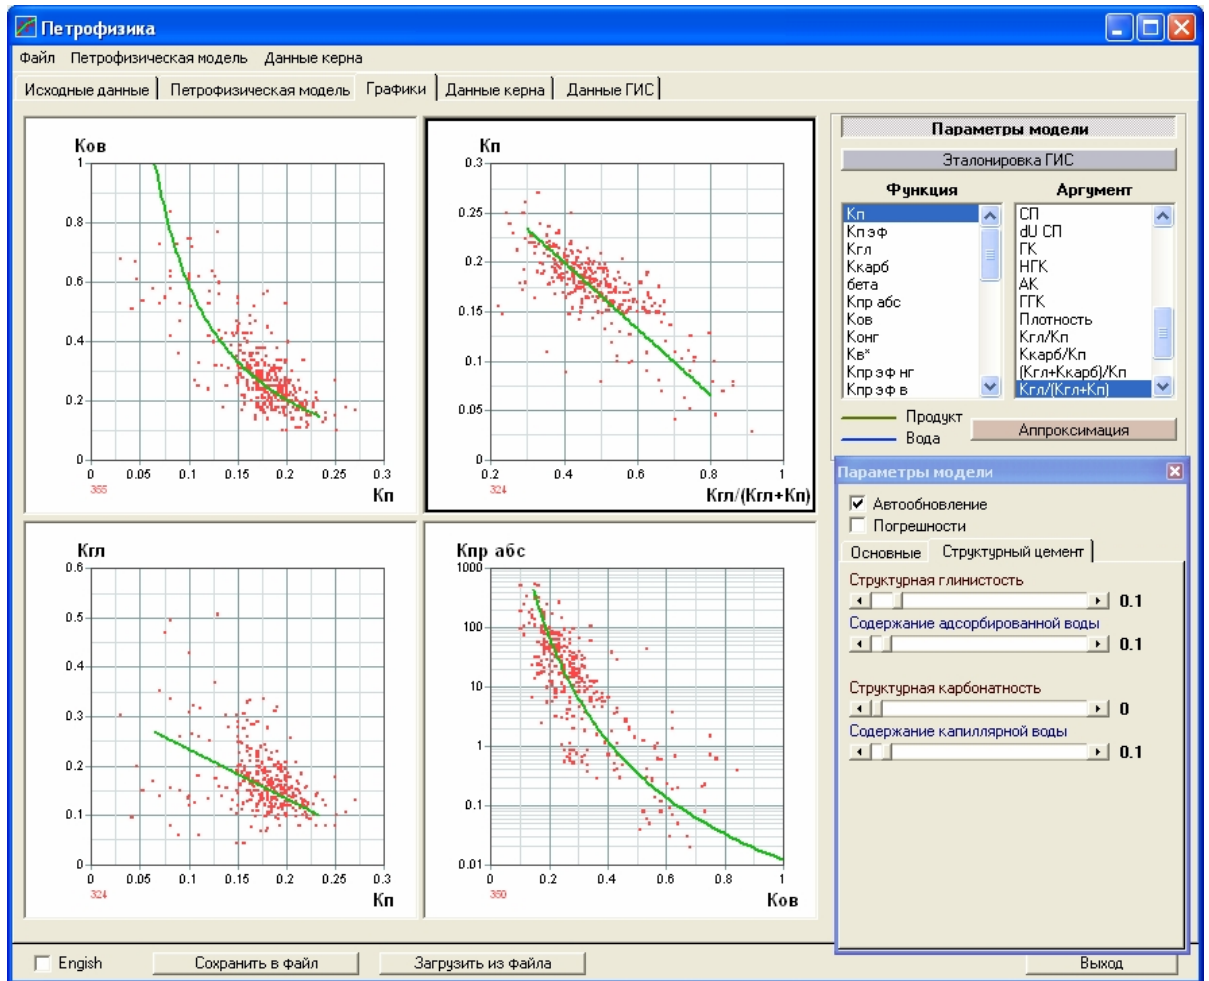 Петрофизика
Файл Петрофизическая модель Данные керна
Исходные данные Петрофизическая модель Графики Данные керна Данные ГИС
Ков
1
0.8
0.6
0.4
0.2
0
0 0.05 0.1 0.15 0.2 0.25 0.3
355
Кп
Кп
0.3
0.25
0.2
0.15
0.1
0.05
0
0.2 0.4 0.6 0.8 1
324
Кгл/(Кгл+Кп)
Кгл
0.6
0.5
0.4
0.3
0.2
0.1
0
0 0.05 0.1 0.15 0.2 0.25 0.3
324
Кп
Кпр абс
1000
100
10
1
0.1
0.01
0 0.2 0.4 0.6 0.8 1
350
Ков
Параметры модели
Эталонировка ГИС
Функция Аргумент
Кп СП
Кп эф dU СП
Кгл ГК
Ккарб НГК
бета АК
Кпр абс ГГК
Ков Плотность
Конг Кгл/Кп
Кв* Ккарб/Кп
Кпр эф нг (Кгл+Ккарб)/Кп
Кпр эф в Кгл/(Кгл+Кп)
Продукт
Вода
Аппроксимация
Параметры модели
Автообновление
Погрешности
Основные Структурный цемент
Структурная глинистость
0.1
Содержание адсорбированной воды
0.1
Структурная карбонатность
0
Содержание капиллярной воды
0.1
Engish Сохранить в файл Загрузить из файла Выход